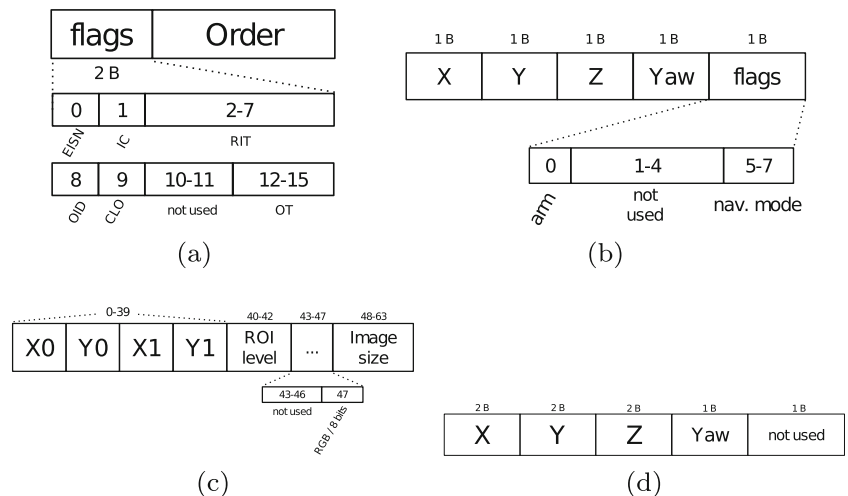 flags Order
2 B
0 1 2-7
EISN IC RIT
8 9 10-11 12-15
OID CLO not used OT
(a)
1 B 1 B 1 B 1 B 1 B
X Y Z Yaw flags
0 1-4 5-7
arm not used nav. mode
(b)
0-39 40-42 43-47 48-63
X0 Y0 X1 Y1 ROI level ... Image size
43-46 47
not used RGB / 8 bits
(c)
2 B 2 B 2 B 1 B 1 B
X Y Z Yaw not used
(d)